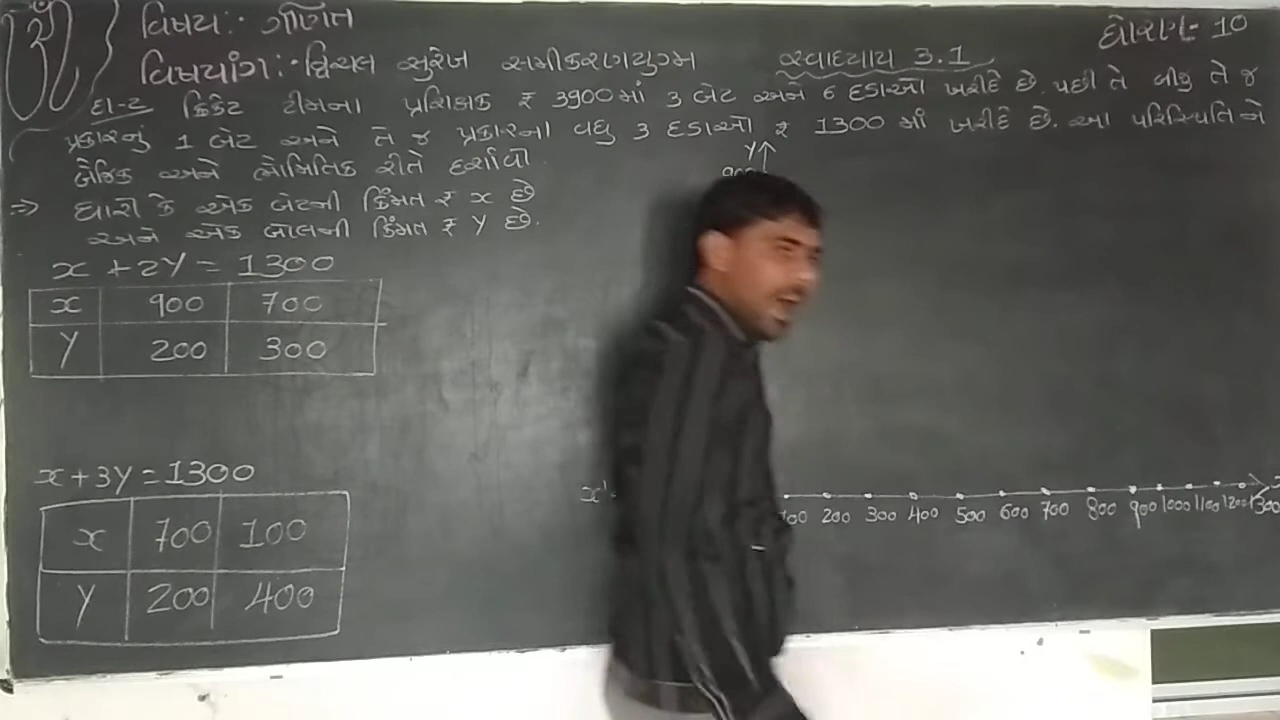 વિષય:- ગણિત
ધોરણ- 10
વિષયાંગ:- દ્વિચલ સુરેખ સમીકરણયુગ્મ સ્વાધ્યાય 3.1
દા-2 ક્રિકેટ ટીમના પ્રશિક્ષક ₹ 3900માં 3 બેટ અને 6 દડાઓ ખરીદે છે. પછી તે બીજુ તે જ
પ્રકારનું 1 બેટ અને તે જ પ્રકારના વધુ 3 દડાઓ ₹ 1300 માં ખરીદે છે. આ પરિસ્થિતિને
બૈજિક અને ભૌમિતિક રીતે દર્શાવો.
⇒ ધારો કે એક બેટની કિંમત ₹ x છે
અને એક બોલની કિંમત ₹ y છે.
x + 2y = 1300
x 900 700
y 200 300
x + 3y = 1300
x 700 100
y 200 400
y
x' 200 300 400 500 600 700 800 900 1000 1100 1200 1300